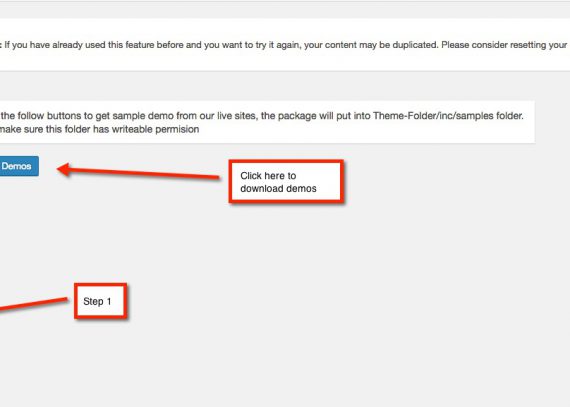 : If you have already used this feature before and you want to try it again, your content may be duplicated. Please consider resetting your
the follow buttons to get sample demo from our live sites, the package will put into Theme-Folder/inc/samples folder.
make sure this folder has writeable permision
Demos
Click here to
download demos
Step 1